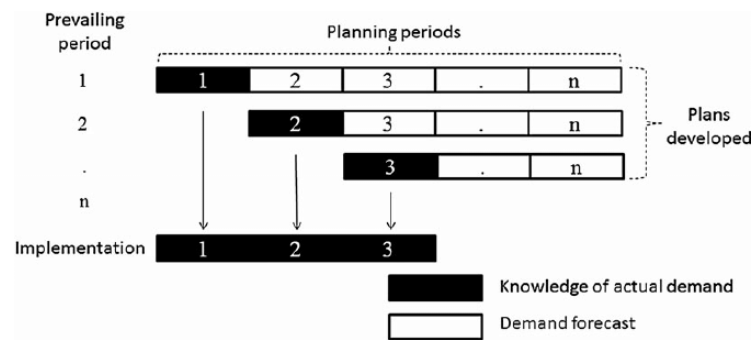 Prevailing
period
Planning periods
1 1 2 3 . n
2 2 3 . n
Plans
developed
. 3 . n
n
Implementation 1 2 3
Knowledge of actual demand
Demand forecast